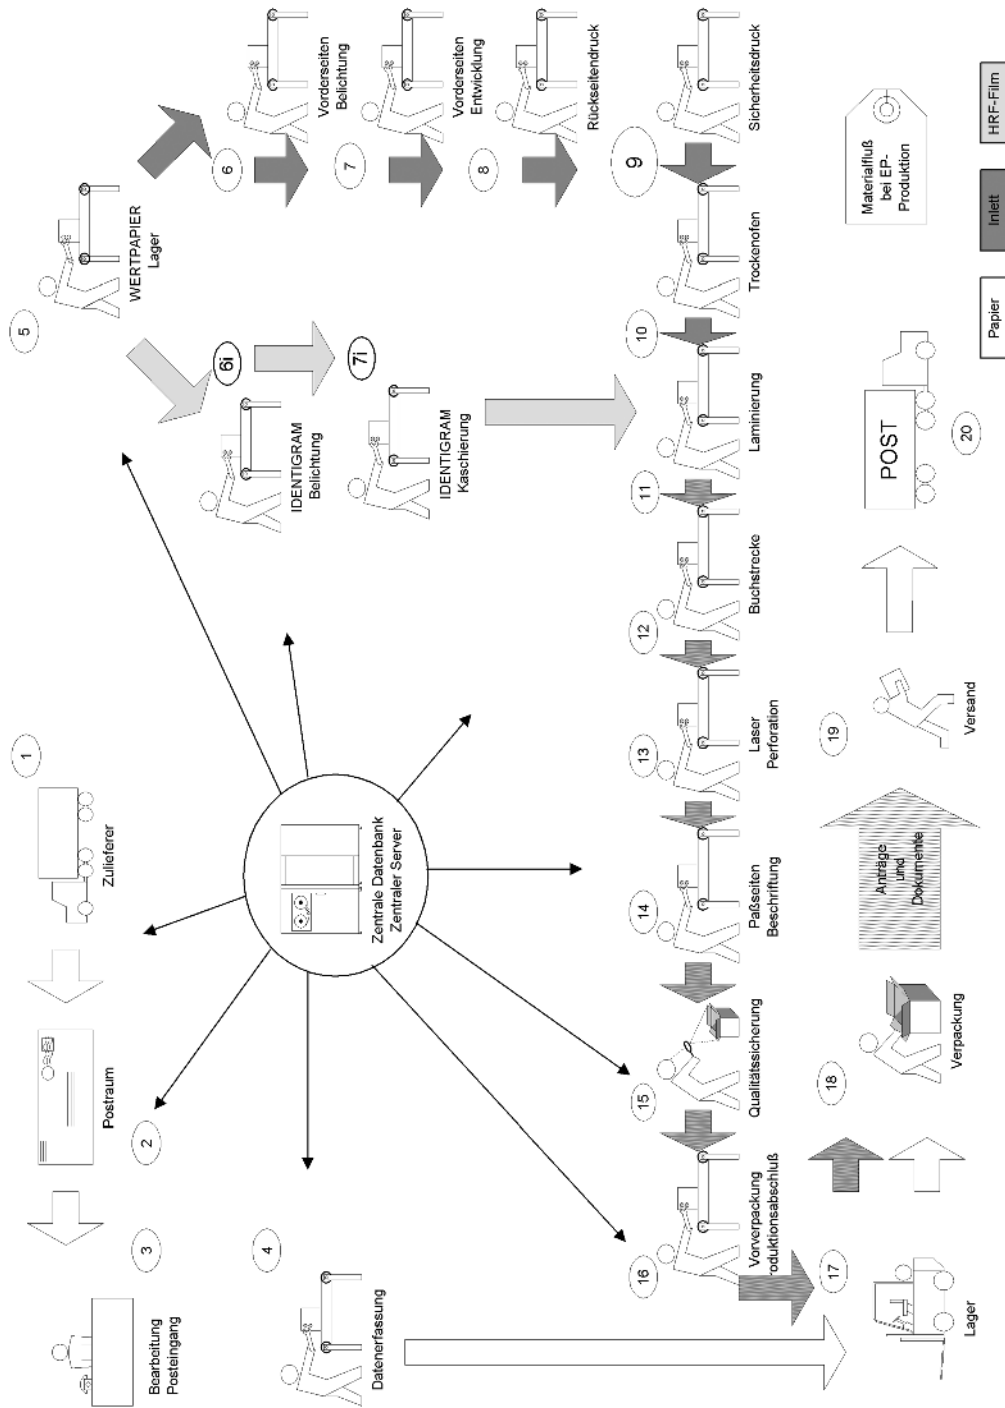 1
5
Zulieferer
Postraum
WERTPAPIER
Lager
2
3
Bearbeitung
Posteingang
6
6i
4
Vorderseiten
Belichtung
IDENTIGRAM
Belichtung
7
7i
Zentrale Datenbank
Zentraler Server
Datenerfassung
Vorderseiten
Entwicklung
IDENTIGRAM
Kaschierung
8
Rückseitendruck
16
15
14
13
12
11
10
9
Vorverpackung
roduktionsabschluß
Qualitätssicherung
Paßseiten
Beschriftung
Laser
Perforation
Buchstrecke
Laminierung
Trockenofen
Sicherheitsdruck
17
18
19
Anträge
und
Dokumente
POST
Materialfluß
bei EP-
Produktion
Lager
Verpackung
Versand
20
Papier
Inlett
HRF-Film